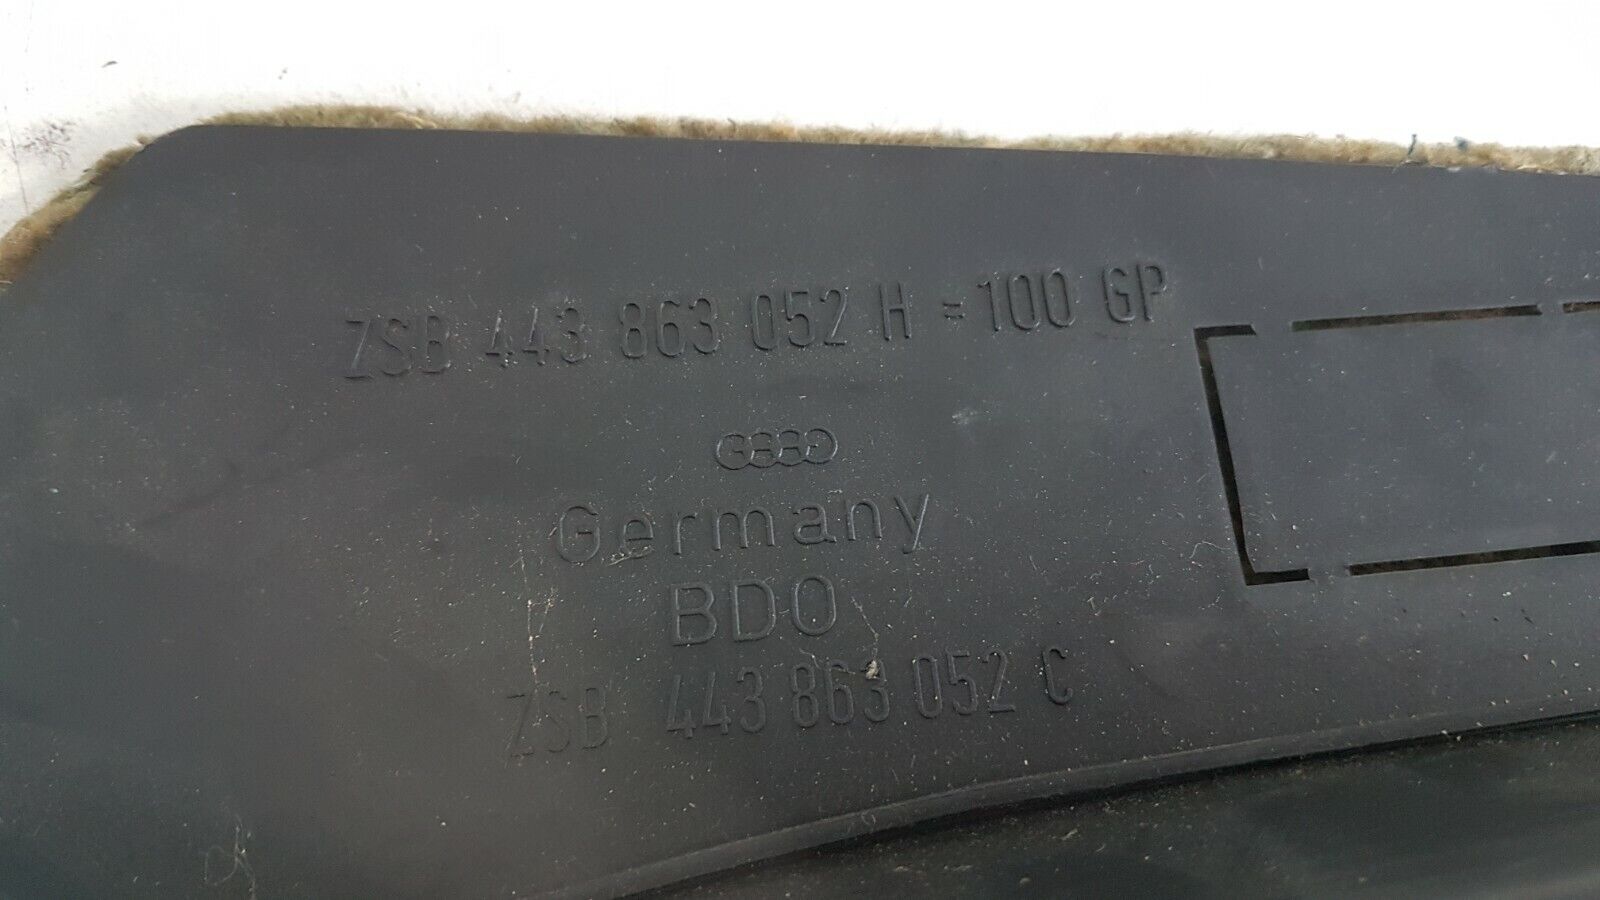 ZSB 443 863 052 H = 100 GP
Germany
BDO
ZSB 443 863 052 C